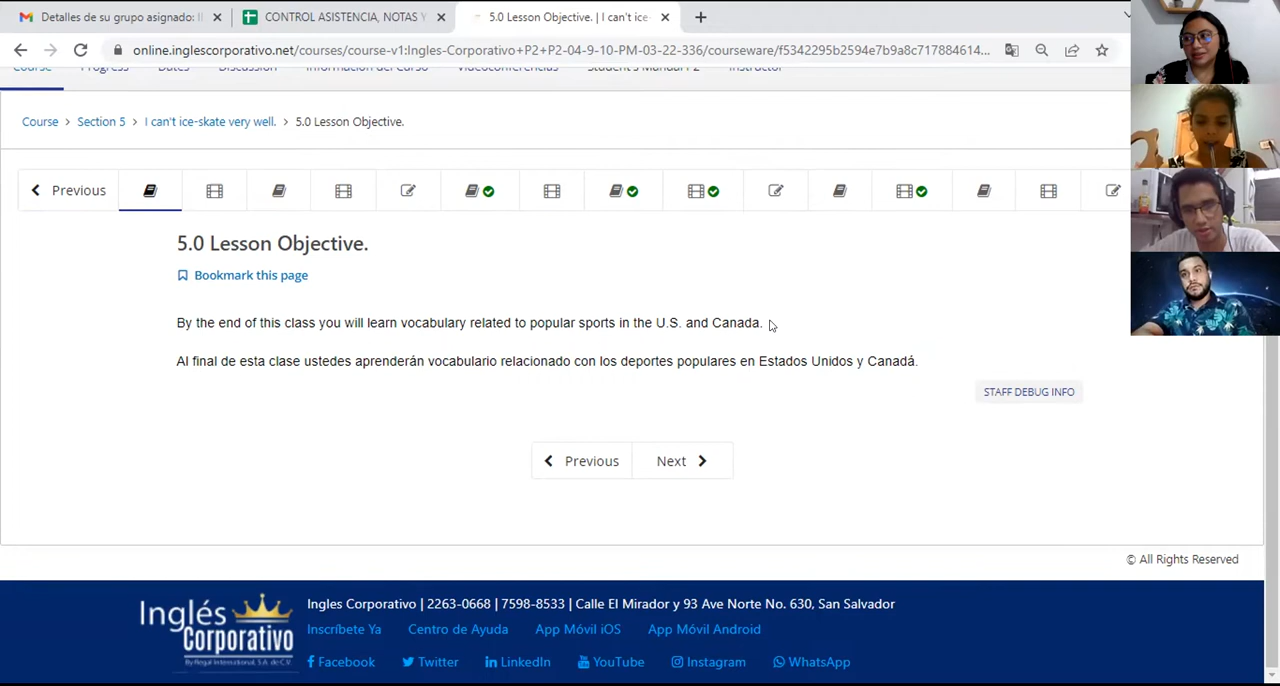 Detalles de su grupo asignado: I
CONTROL ASISTENCIA, NOTAS Y
5.0 Lesson Objective. | I can't ice-
online.inglescorporativo.net/courses/course-v1:Ingles-Corporativo+P2+P2-04-9-10-PM-03-22-336/courseware/f5342295b2594e7b9a8c717884614...
Course Progress Dates Discussion Información del Curso Videoconferencias Student's Manual P2 Instructor
Course > Section 5 > I can't ice-skate very well. > 5.0 Lesson Objective.
Previous
5.0 Lesson Objective.
Bookmark this page
By the end of this class you will learn vocabulary related to popular sports in the U.S. and Canada.
Al final de esta clase ustedes aprenderán vocabulario relacionado con los deportes populares en Estados Unidos y Canadá.
STAFF DEBUG INFO
Previous Next
© All Rights Reserved
Inglés Corporativo
Ingles Corporativo | 2263-0668 | 7598-8533 | Calle El Mirador y 93 Ave Norte No. 630, San Salvador
Inscríbete Ya Centro de Ayuda App Móvil iOS App Móvil Android
Facebook Twitter LinkedIn YouTube Instagram WhatsApp